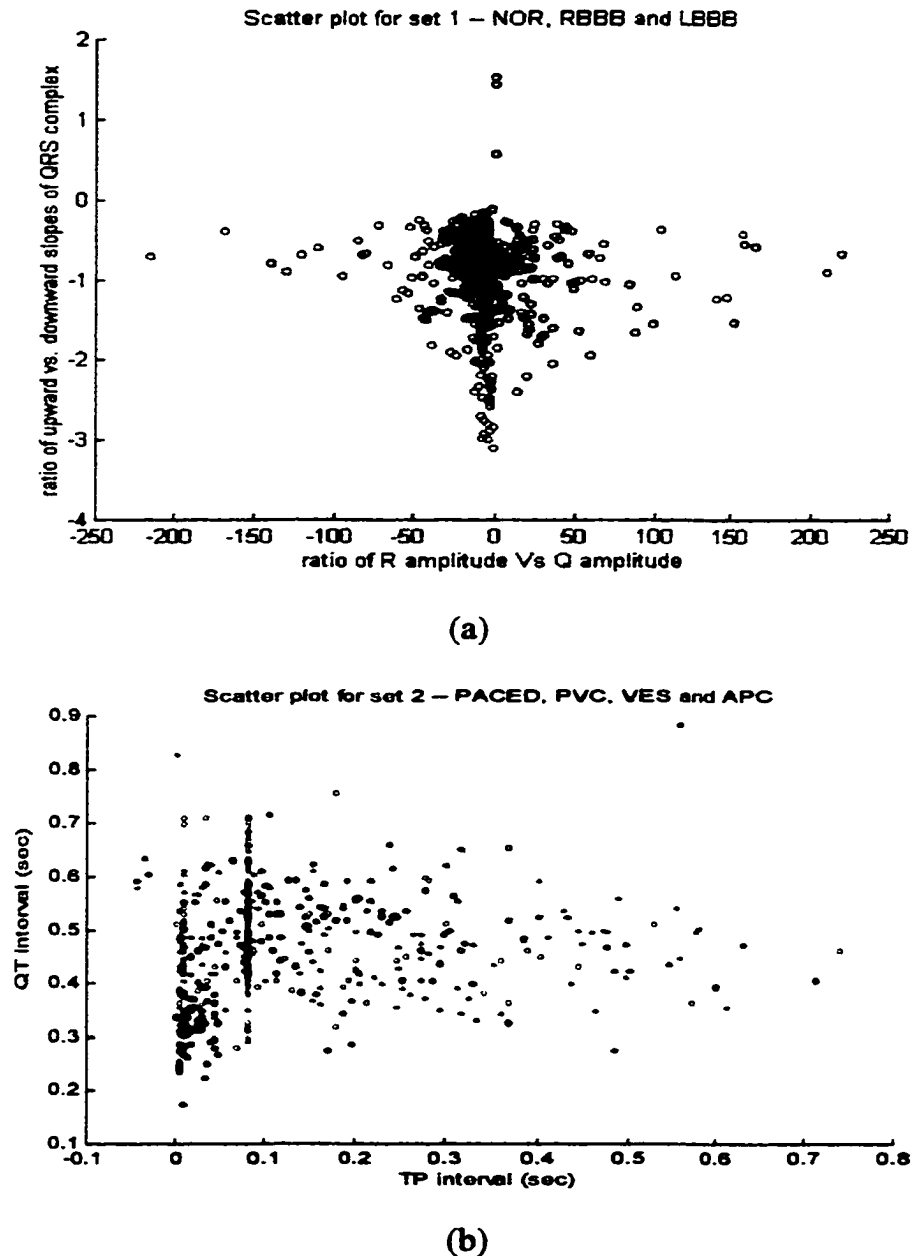 Scatter plot for set 1 – NOR, RBBB and LBBB
ratio of upward vs. downward slopes of QRS complex
2
1
0
-1
-2
-3
-4
-250 -200 -150 -100 -50 0 50 100 150 200 250
ratio of R amplitude Vs Q amplitude
(a)
Scatter plot for set 2 – PACED, PVC, VES and APC
QT interval (sec)
0.9
0.8
0.7
0.6
0.5
0.4
0.3
0.2
0.1
-0.1 0 0.1 0.2 0.3 0.4 0.5 0.6 0.7 0.8
TP interval (sec)
(b)